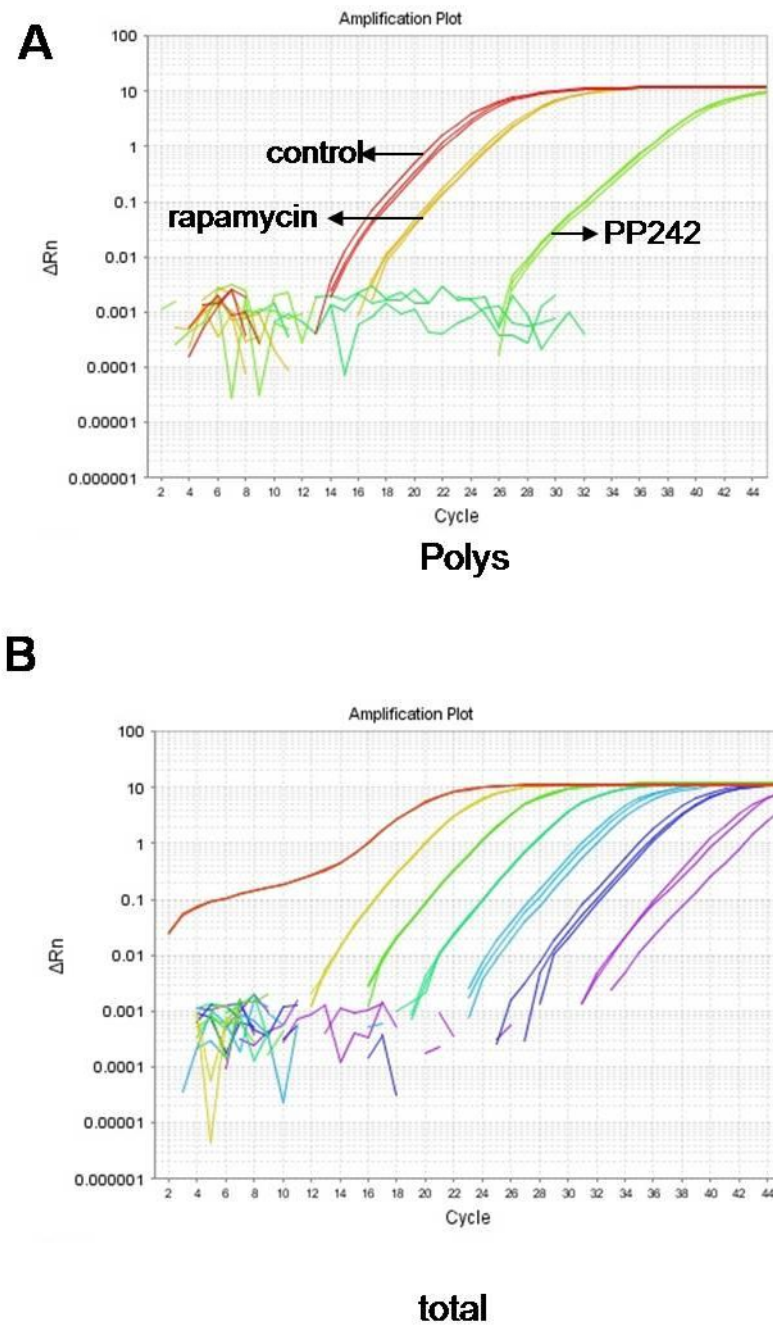 A
Amplification Plot
100
10
1
0.1
0.01
0.001
0.0001
0.00001
0.000001
ΔRn
control
rapamycin
PP242
2 4 6 8 10 12 14 16 18 20 22 24 26 28 30 32 34 36 38 40 42 44
Cycle
Polys
B
Amplification Plot
100
10
1
0.1
0.01
0.001
0.0001
0.00001
0.000001
ΔRn
2 4 6 8 10 12 14 16 18 20 22 24 26 28 30 32 34 36 38 40 42 44
Cycle
total